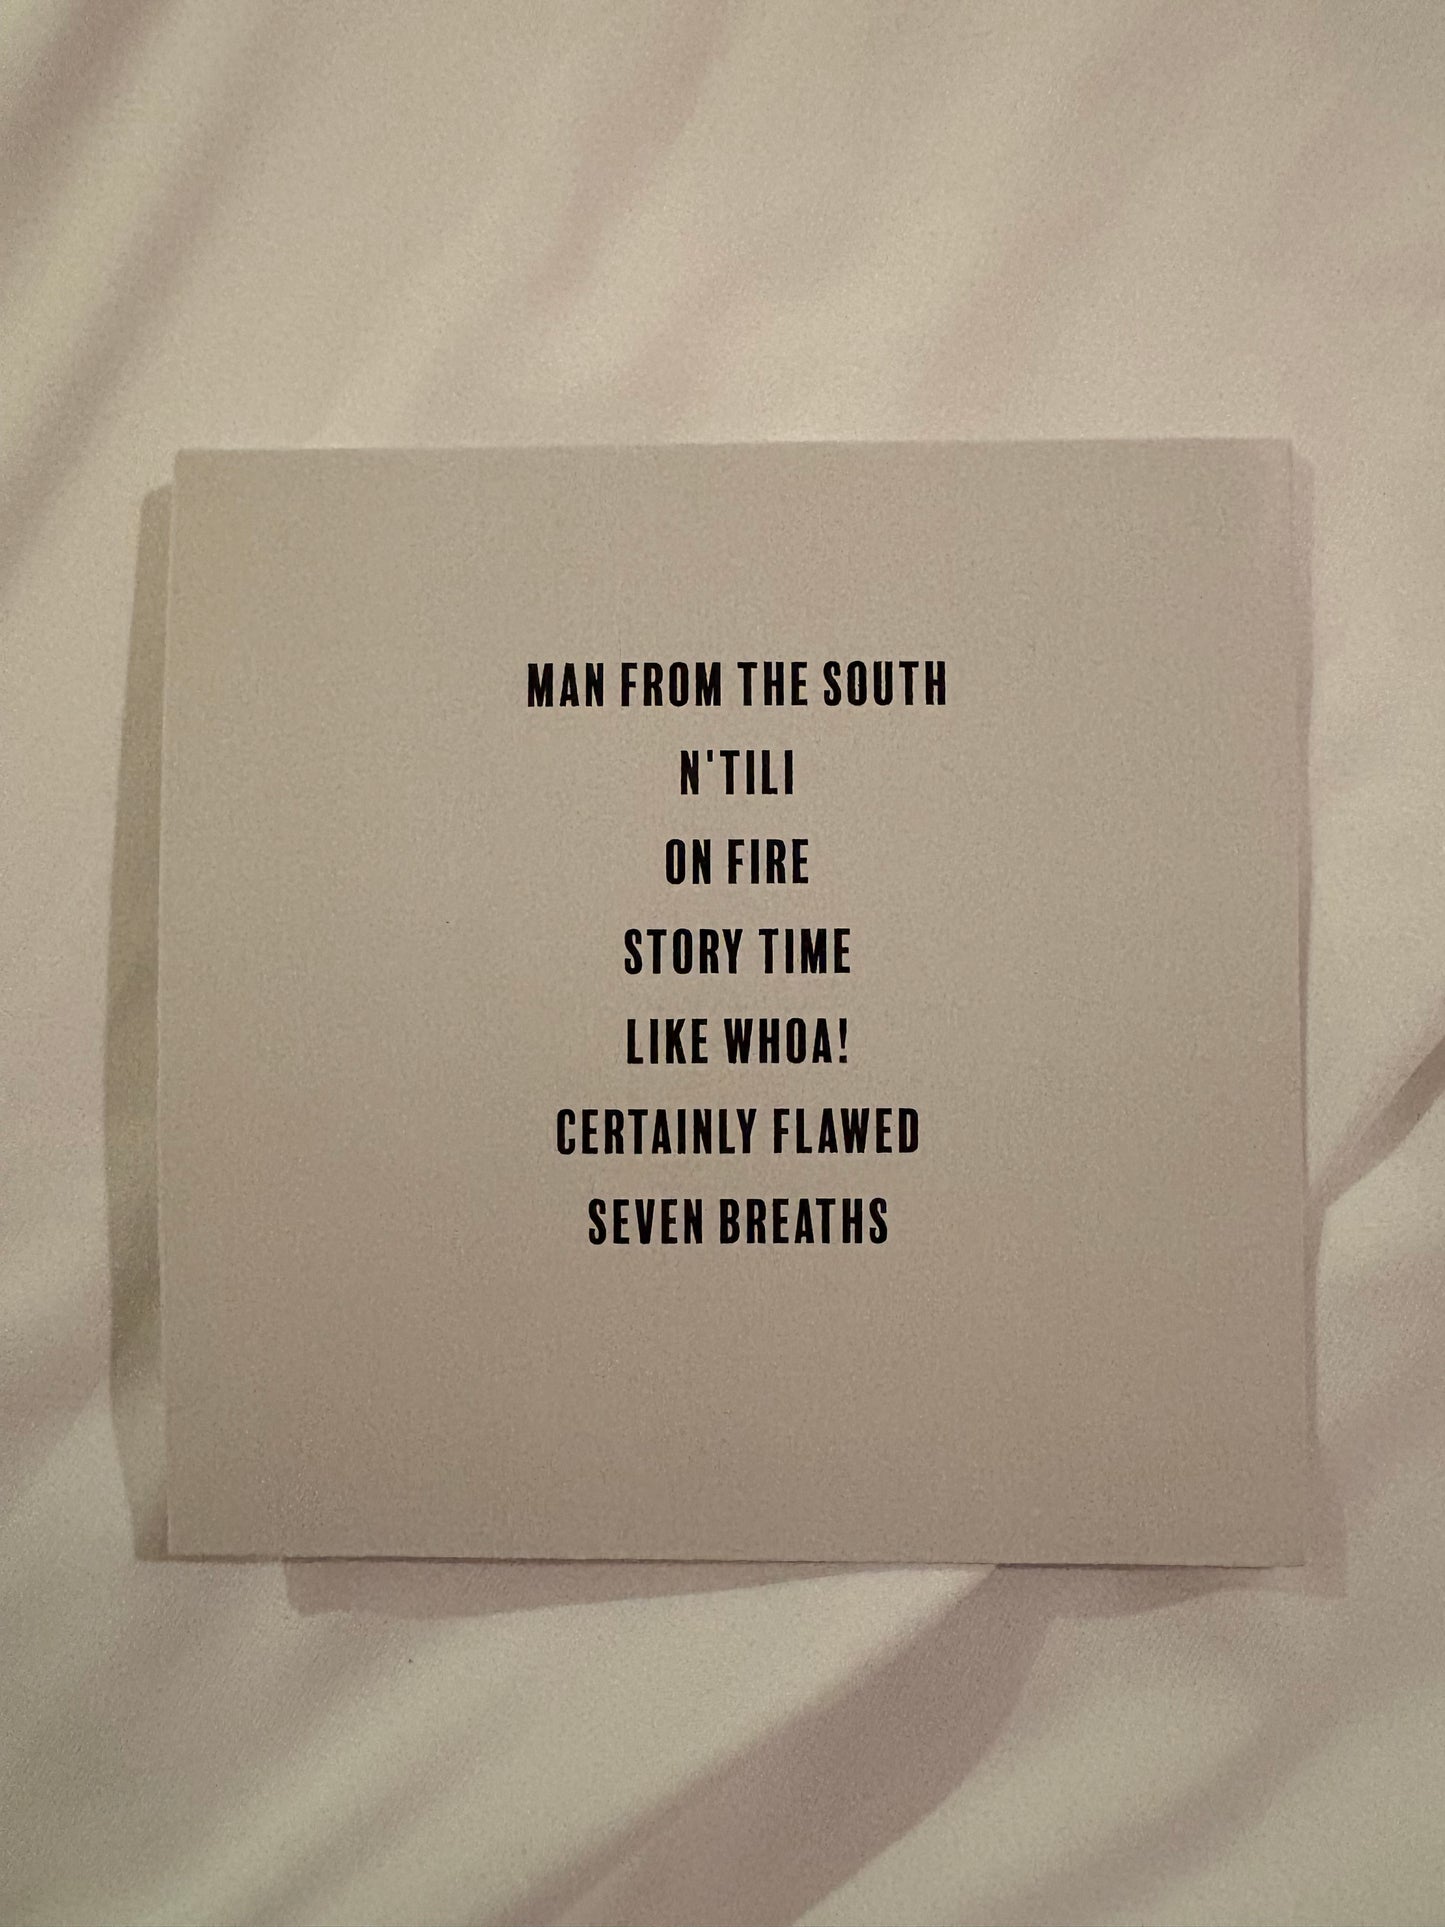 MAN FROM THE SOUTH
N'TILI
ON FIRE
STORY TIME
LIKE WHOA!
CERTAINLY FLAWED
SEVEN BREATHS